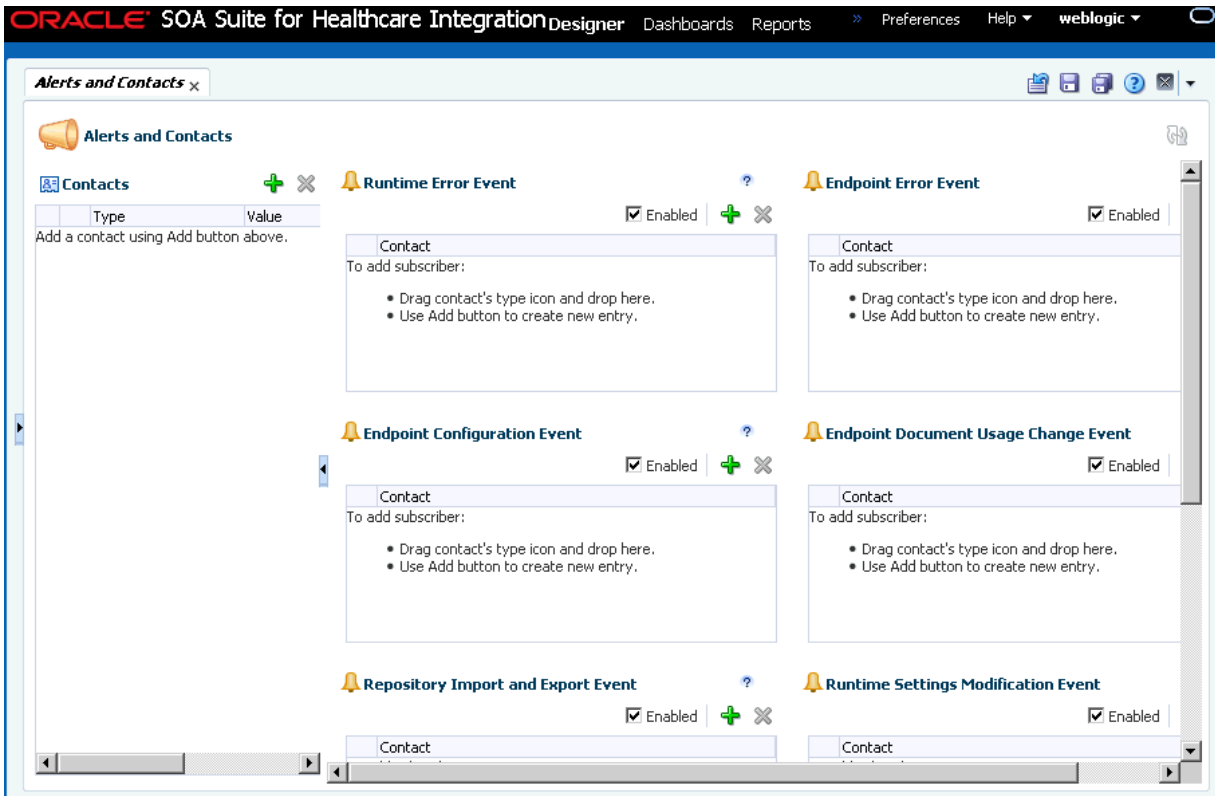 ORACLE SOA Suite for Healthcare Integration Designer Dashboards Reports » Preferences Help weblogic
Alerts and Contacts
Alerts and Contacts
Contacts
Type Value
Add a contact using Add button above.
Runtime Error Event ?
Enabled
Contact
To add subscriber:
• Drag contact's type icon and drop here.
• Use Add button to create new entry.
Endpoint Error Event
Enabled
Contact
To add subscriber:
• Drag contact's type icon and drop here.
• Use Add button to create new entry.
Endpoint Configuration Event ?
Enabled
Contact
To add subscriber:
• Drag contact's type icon and drop here.
• Use Add button to create new entry.
Endpoint Document Usage Change Event
Enabled
Contact
To add subscriber:
• Drag contact's type icon and drop here.
• Use Add button to create new entry.
Repository Import and Export Event ?
Enabled
Contact
Runtime Settings Modification Event
Enabled
Contact